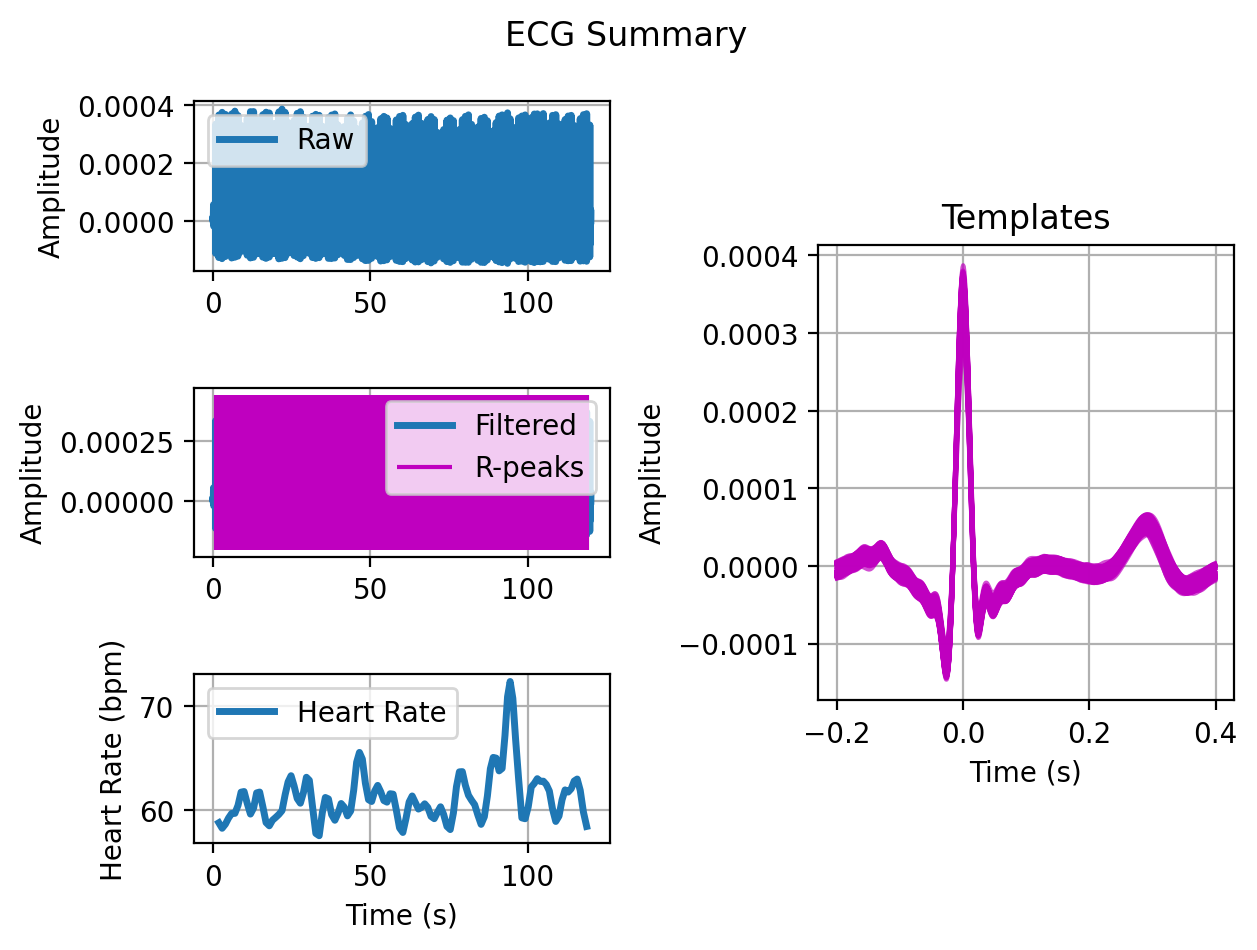 ECG Summary
Amplitude
0.0004
0.0002
0.0000
Raw
0
50
100
Amplitude
0.00025
0.00000
Filtered
R-peaks
0
50
100
Heart Rate (bpm)
70
60
Heart Rate
0
50
100
Time (s)
Templates
Amplitude
0.0004
0.0003
0.0002
0.0001
0.0000
−0.0001
−0.2
0.0
0.2
0.4
Time (s)